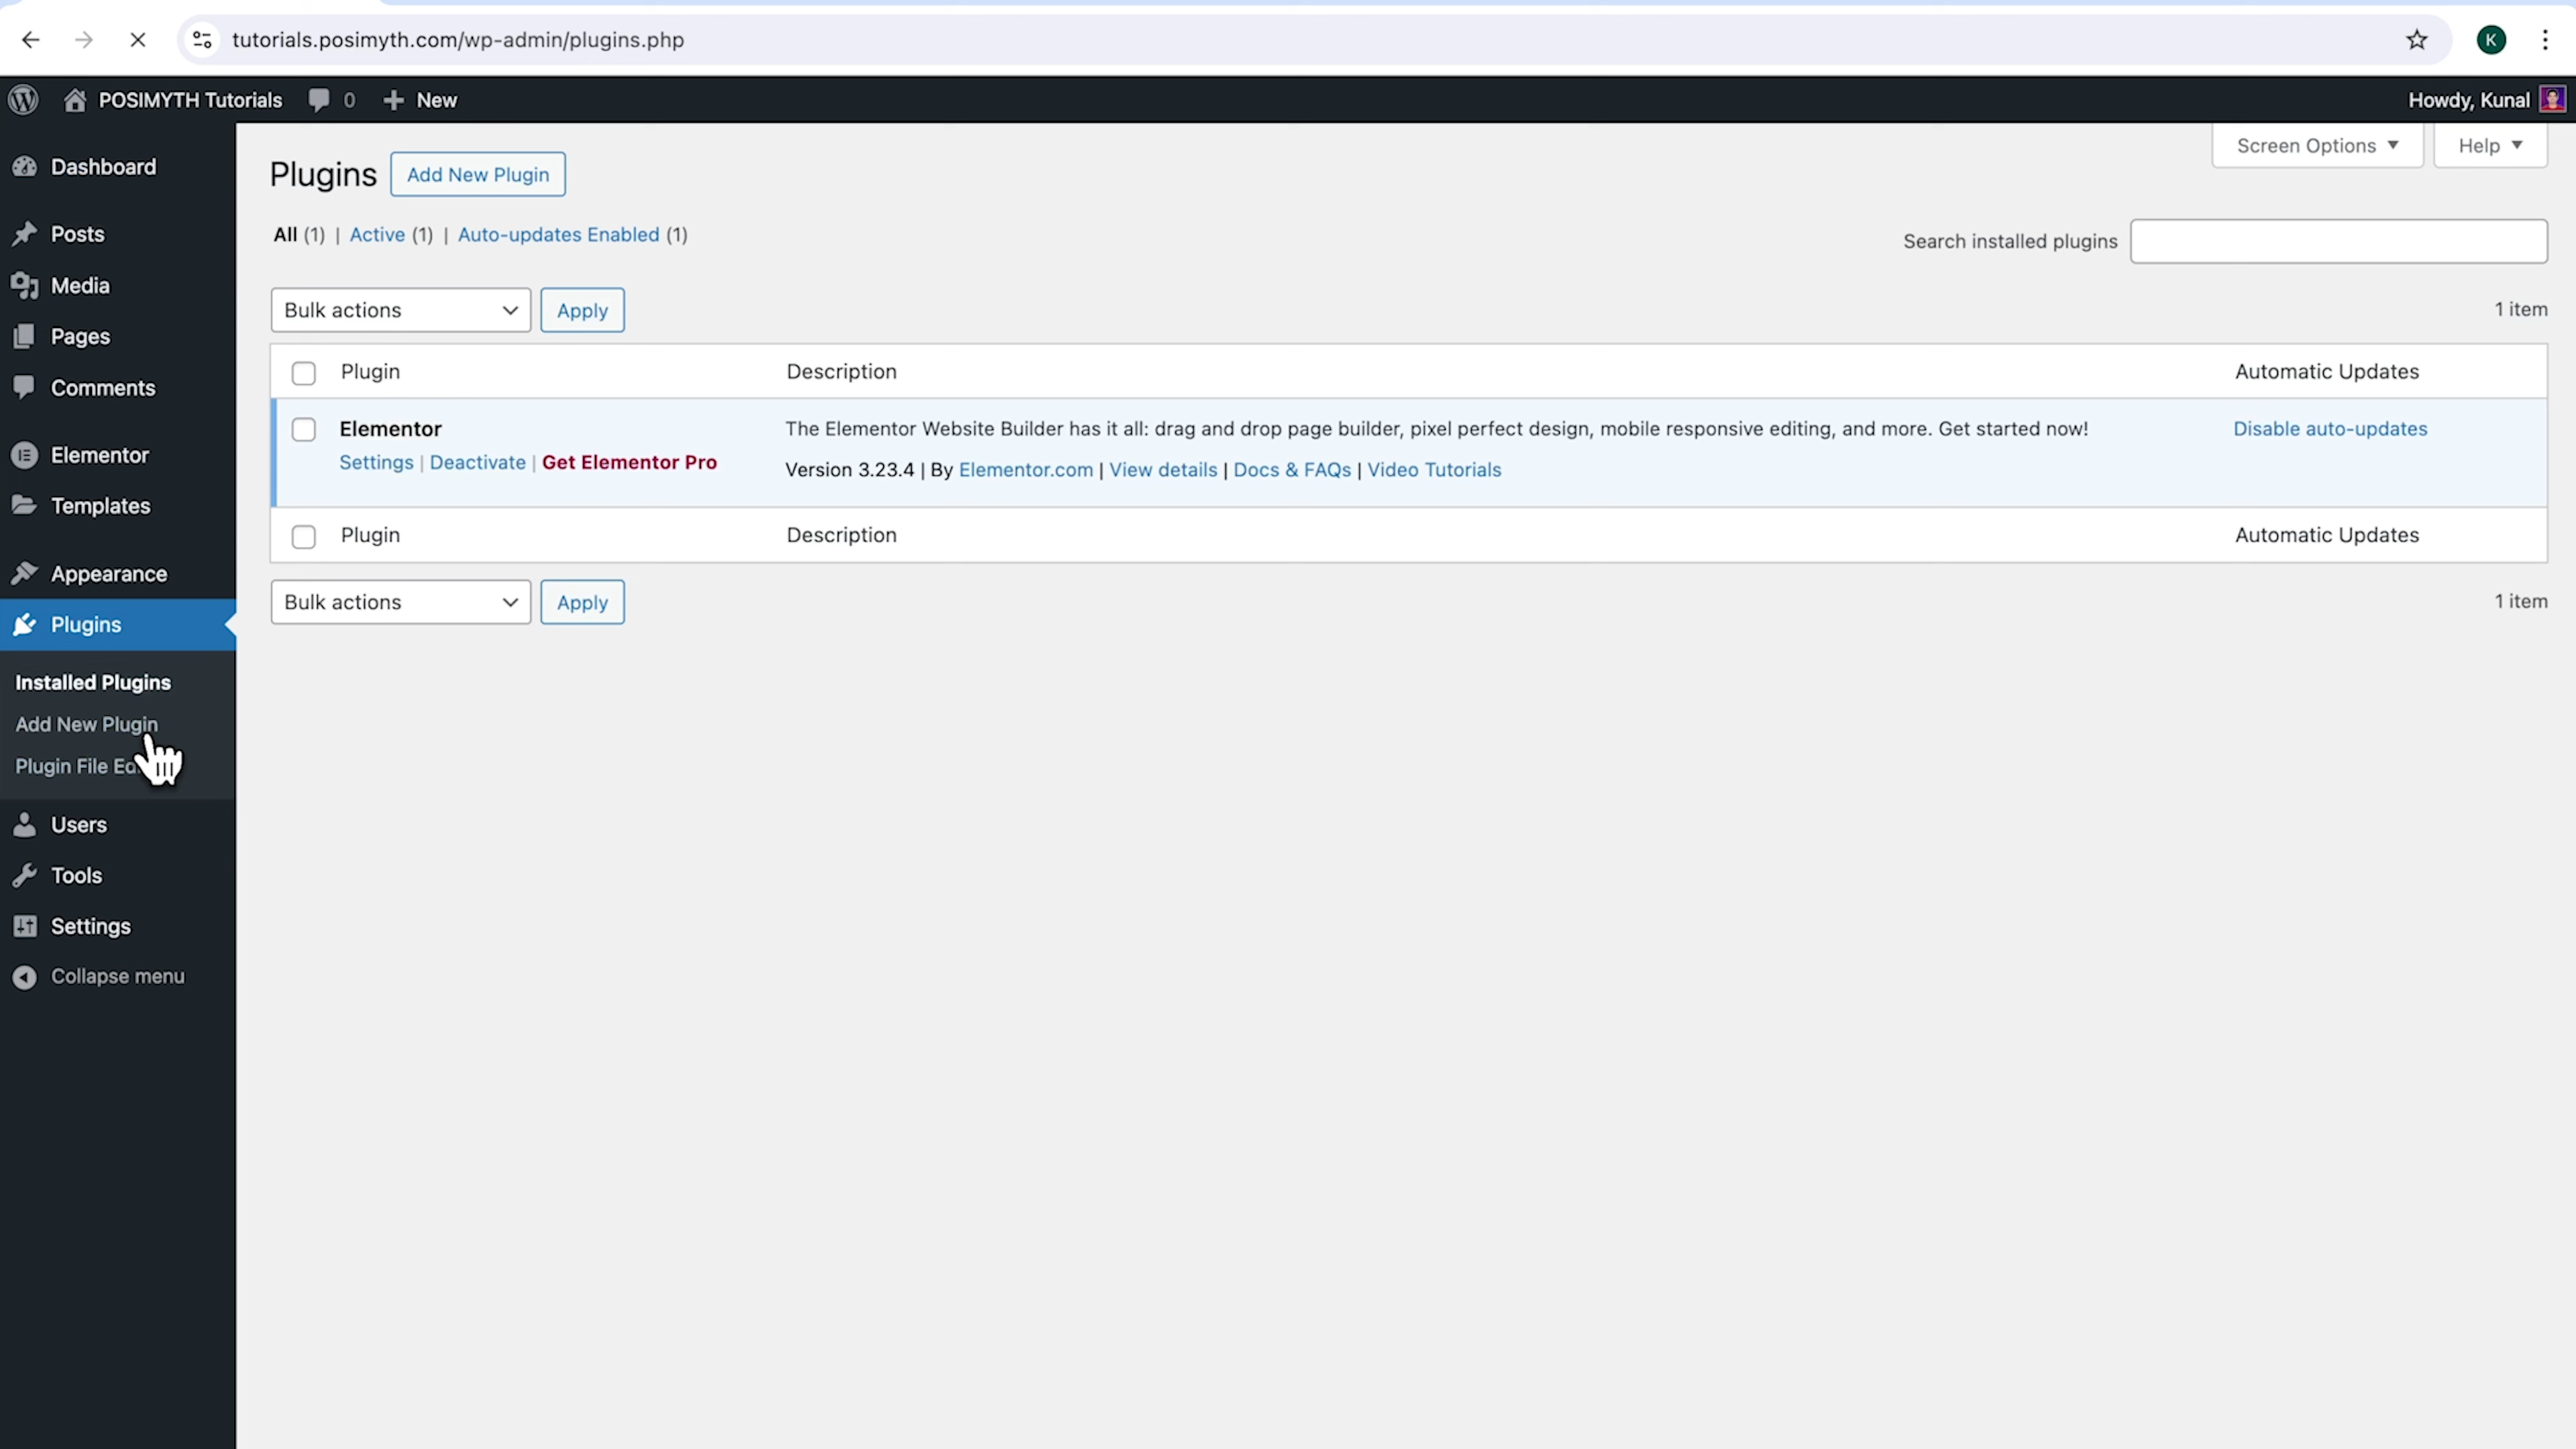 tutorials.posimyth.com/wp-admin/plugins.php
K
POSIMYTH Tutorials 0 New
Howdy, Kunal
Dashboard
Posts
Media
Pages
Comments
Elementor
Templates
Appearance
Plugins
Installed Plugins
Add New Plugin
Plugin File Ed
Users
Tools
Settings
Collapse menu
Screen Options Help
Plugins Add New Plugin
All (1) | Active (1) | Auto-updates Enabled (1)
Search installed plugins
Bulk actions Apply
1 item
Plugin Description Automatic Updates
Elementor The Elementor Website Builder has it all: drag and drop page builder, pixel perfect design, mobile responsive editing, and more. Get started now! Disable auto-updates
Settings | Deactivate | Get Elementor Pro
Version 3.23.4 | By Elementor.com | View details | Docs & FAQs | Video Tutorials
Plugin Description Automatic Updates
Bulk actions Apply
1 item